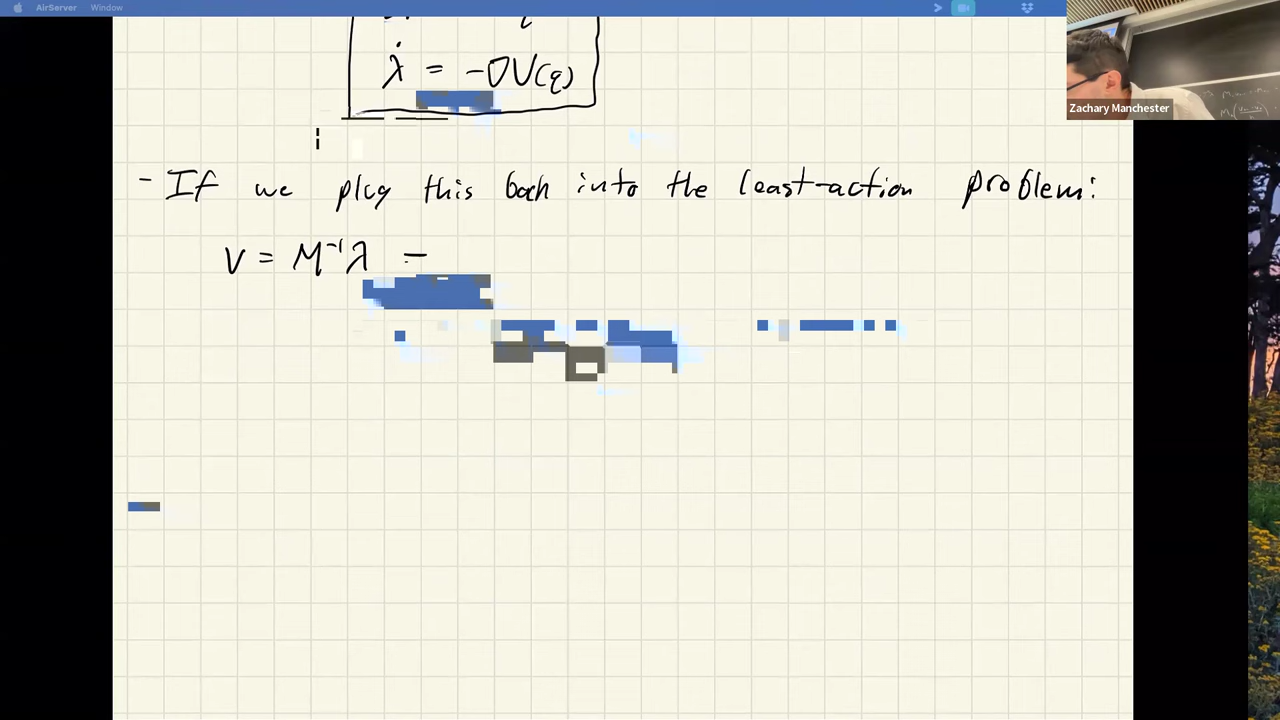 AirServer Window
λ̇ = -∇V(q)
Zachary Manchester
- If we plug this back into the least-action problem:
V = M⁻¹λ =